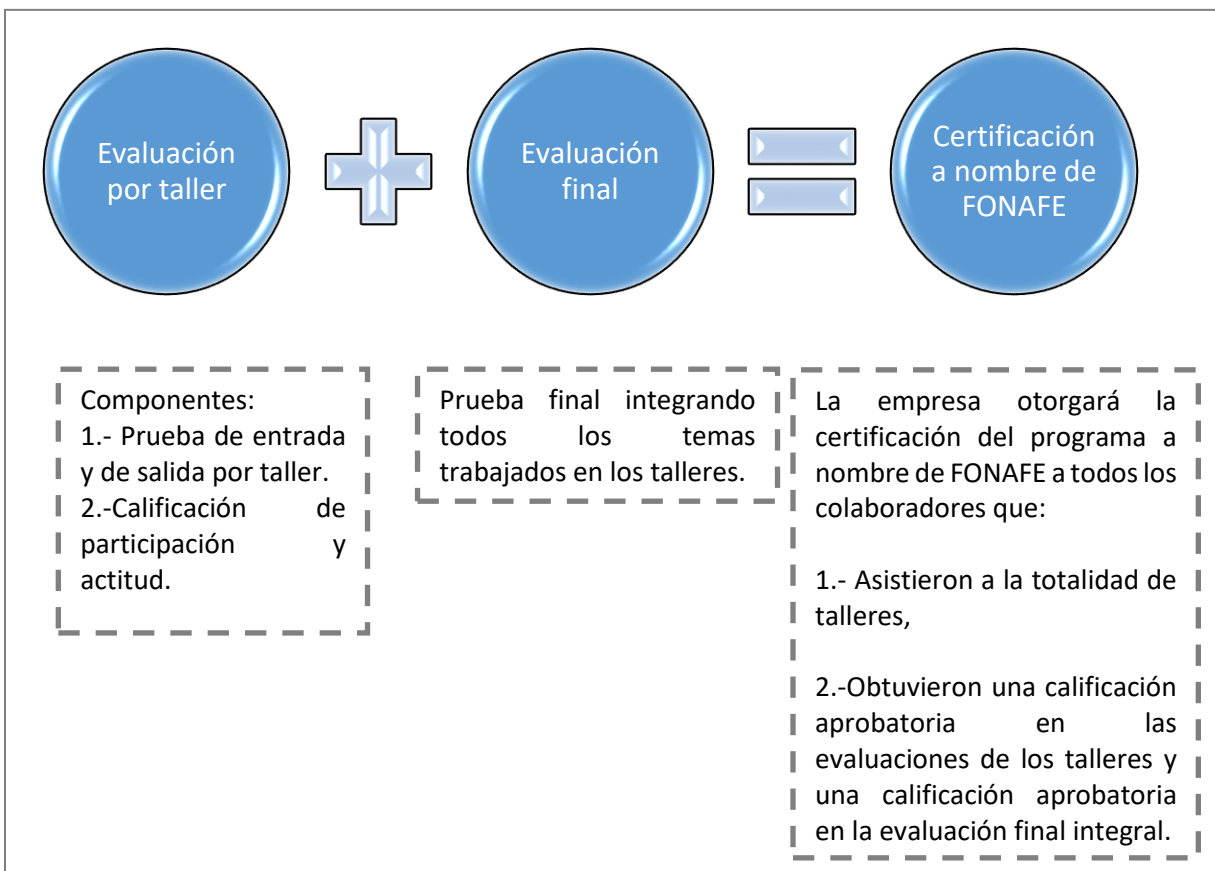 Evaluación
por taller
Evaluación
final
Certificación
a nombre de
FONAFE
Componentes:
1.- Prueba de entrada
y de salida por taller.
2.-Calificación de
participación y
actitud.
Prueba final integrando
todos los temas
trabajados en los talleres.
La empresa otorgará la
certificación del programa a
nombre de FONAFE a todos los
colaboradores que:
1.- Asistieron a la totalidad de
talleres,
2.-Obtuvieron una calificación
aprobatoria en las
evaluaciones de los talleres y
una calificación aprobatoria
en la evaluación final integral.